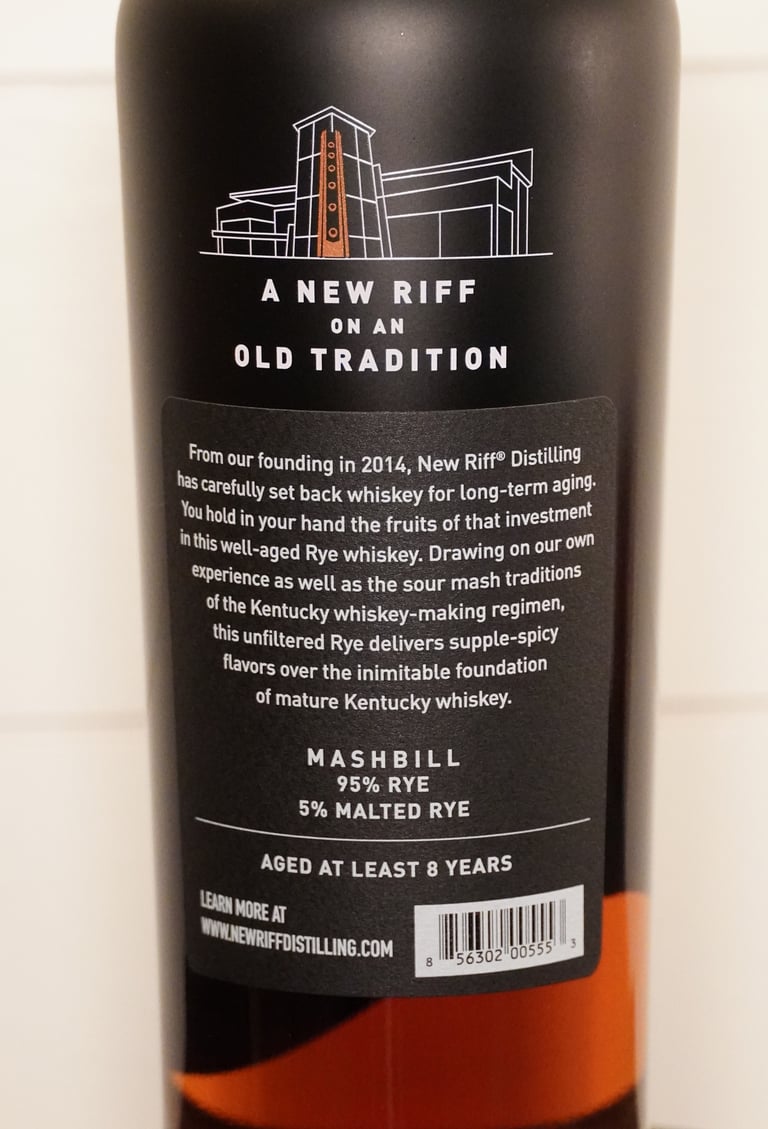 A NEW RIFF
ON AN
OLD TRADITION
From our founding in 2014, New Riff® Distilling
has carefully set back whiskey for long-term aging.
You hold in your hand the fruits of that investment
in this well-aged Rye whiskey. Drawing on our own
experience as well as the sour mash traditions
of the Kentucky whiskey-making regimen,
this unfiltered Rye delivers supple-spicy
flavors over the inimitable foundation
of mature Kentucky whiskey.
MASHBILL
95% RYE
5% MALTED RYE
AGED AT LEAST 8 YEARS
LEARN MORE AT
WWW.NEWRIFFDISTILLING.COM
8 56302 00555 3